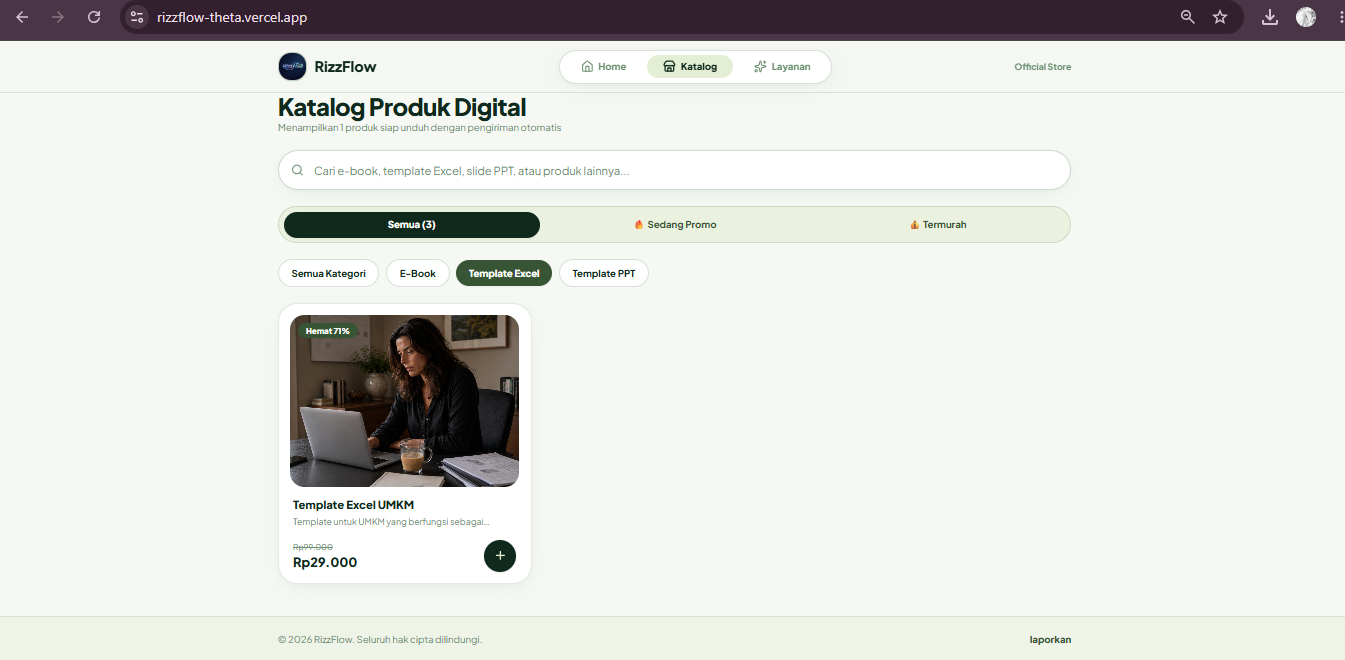 rizzflow-theta.vercel.app
RizzFlow
Home
Katalog
Layanan
Official Store
Katalog Produk Digital
Menampilkan 1 produk siap unduh dengan pengiriman otomatis
Cari e-book, template Excel, slide PPT, atau produk lainnya...
Semua (3)
🔥 Sedang Promo
💰 Termurah
Semua Kategori
E-Book
Template Excel
Template PPT
Hemat 71%
Template Excel UMKM
Template untuk UMKM yang berfungsi sebagai...
Rp99.000
Rp29.000
+
© 2026 RizzFlow. Seluruh hak cipta dilindungi.
laporkan